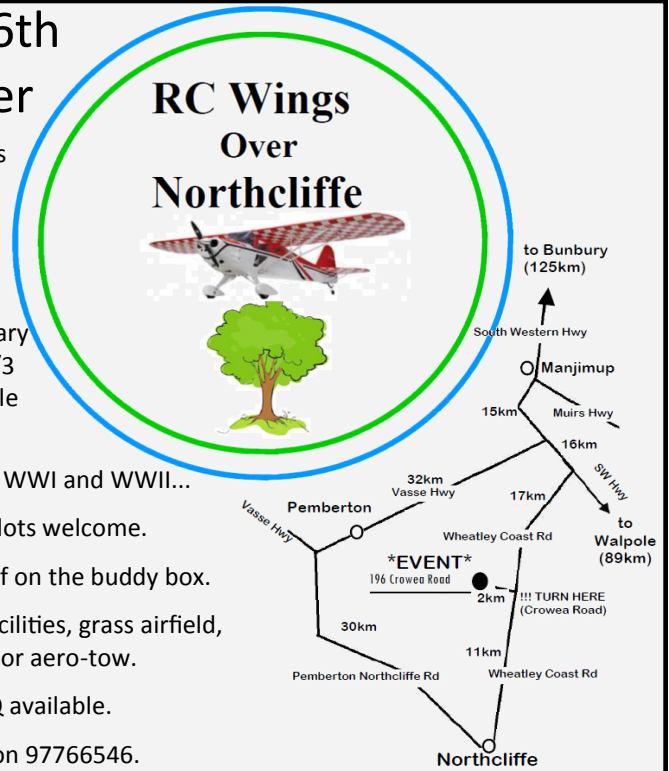 6th
er
s
RC Wings
Over
Northcliffe
ary
/3
le
WWI and WWII...
lots welcome.
f on the buddy box.
cilities, grass airfield,
or aero-tow.
Q available.
on 97766546.
to Bunbury
(125km)
South Western Hwy
Manjimup
15km
Muirs Hwy
16km
32km
Vasse Hwy
SW Hwy
17km
Pemberton
Vasse Hwy
to
Walpole
(89km)
Wheatley Coast Rd
*EVENT*
196 Crowea Road
2km
!!! TURN HERE
(Crowea Road)
30km
11km
Pemberton Northcliffe Rd
Wheatley Coast Rd
Northcliffe